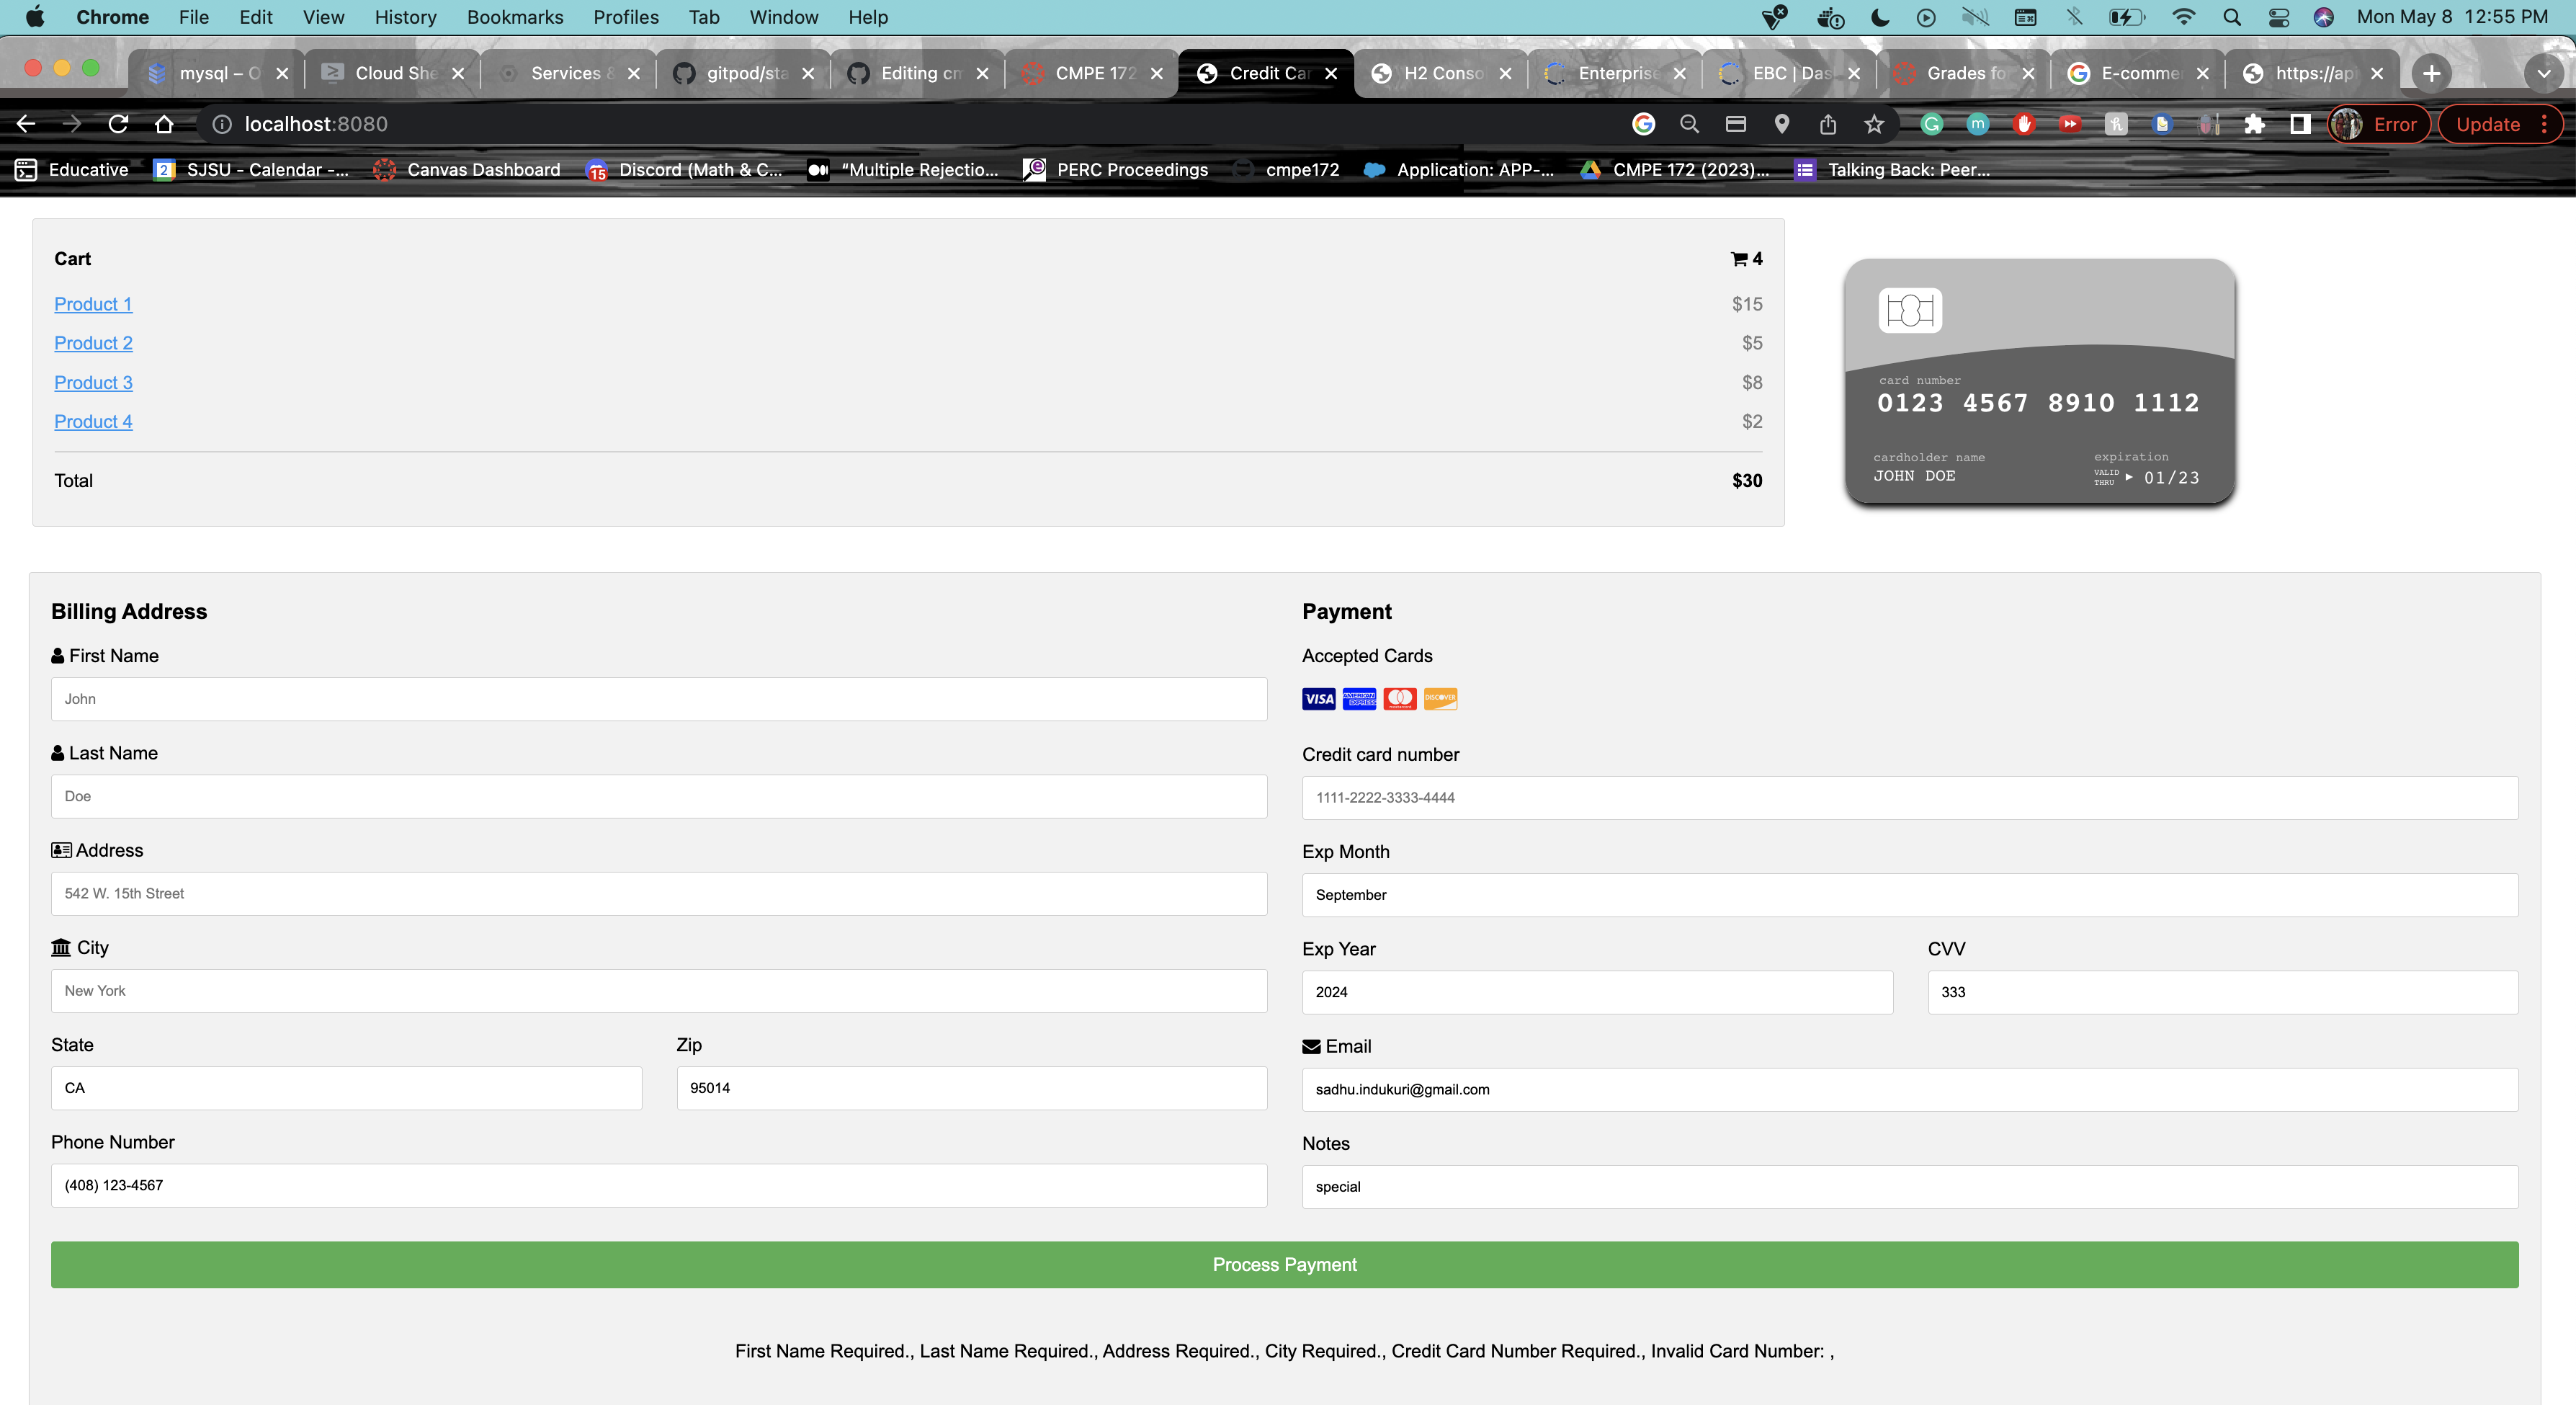 Chrome File Edit View History Bookmarks Profiles Tab Window Help Mon May 8 12:55 PM
mysql – O Cloud She Services & gitpod/sta Editing cm CMPE 172 Credit Car H2 Conso Enterprise EBC | Das Grades fo E-comme https://ap
localhost:8080 Error Update
Educative SJSU - Calendar -... Canvas Dashboard 15 Discord (Math & C... “Multiple Rejectio... PERC Proceedings cmpe172 Application: APP-... CMPE 172 (2023)... Talking Back: Peer...
Cart 4
Product 1 $15
Product 2 $5
Product 3 $8
Product 4 $2
Total $30
card number
0123 4567 8910 1112
cardholder name expiration
JOHN DOE VALID THRU 01/23
Billing Address
First Name
John
Last Name
Doe
Address
542 W. 15th Street
City
New York
State Zip
CA 95014
Phone Number
(408) 123-4567
Payment
Accepted Cards
VISA AMERICAN EXPRESS mastercard DISCOVER
Credit card number
1111-2222-3333-4444
Exp Month
September
Exp Year CVV
2024 333
Email
sadhu.indukuri@gmail.com
Notes
special
Process Payment
First Name Required., Last Name Required., Address Required., City Required., Credit Card Number Required., Invalid Card Number: ,